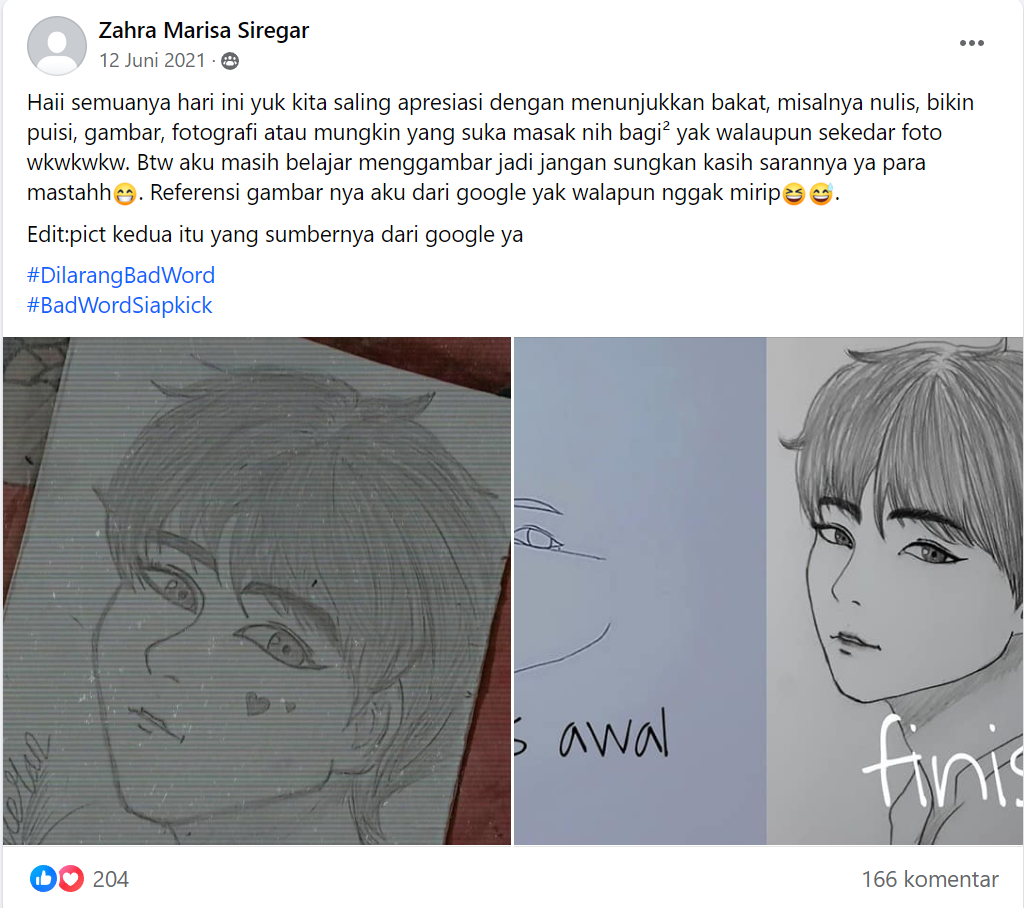 Zahra Marisa Siregar
12 Juni 2021 ·
Haii semuanya hari ini yuk kita saling apresiasi dengan menunjukkan bakat, misalnya nulis, bikin
puisi, gambar, fotografi atau mungkin yang suka masak nih bagi² yak walaupun sekedar foto
wkwkwkw. Btw aku masih belajar menggambar jadi jangan sungkan kasih sarannya ya para
mastahh😁. Referensi gambar nya aku dari google yak walapun nggak mirip😆😅.
Edit:pict kedua itu yang sumbernya dari google ya
#DilarangBadWord
#BadWordSiapkick
s awal
finis
204
166 komentar